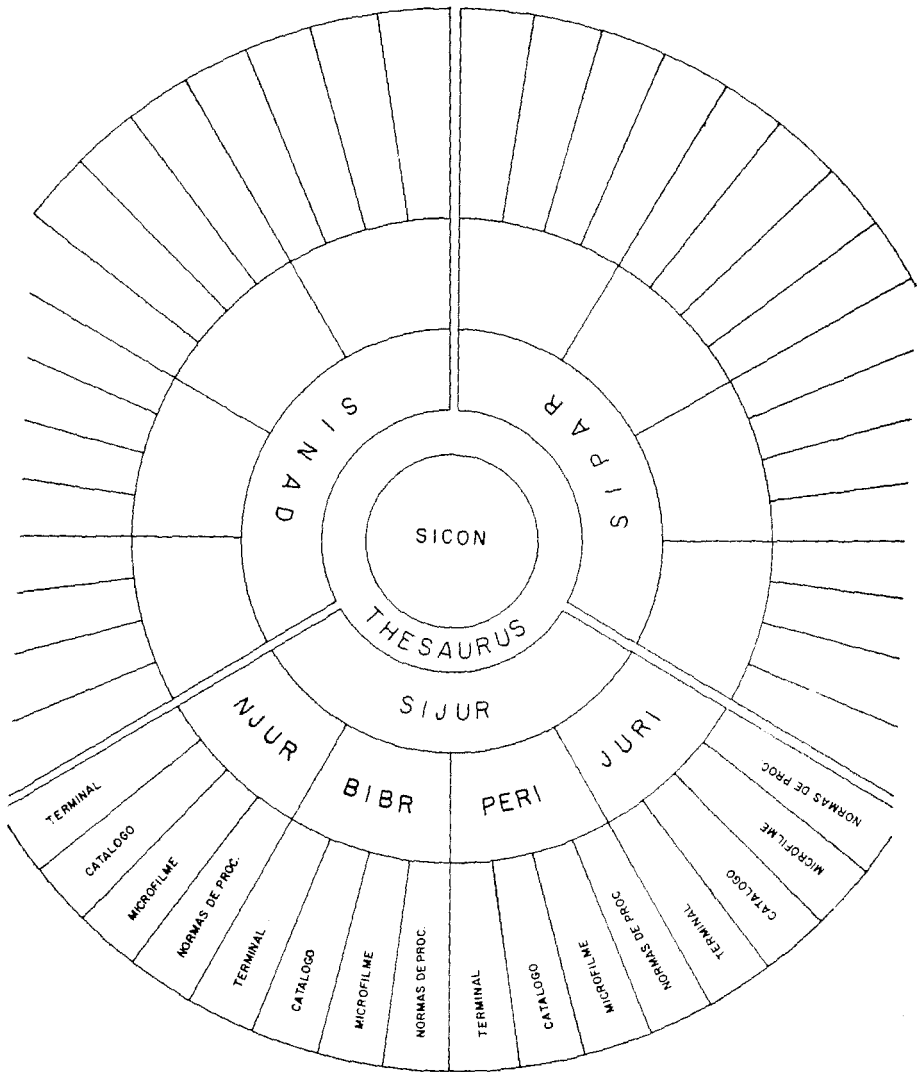 SINAD
SIPAR
SICON
THESAURUS
SIJUR
NJUR
BIBR
PERI
JURI
TERMINAL
CATALOGO
MICROFILME
NORMAS DE PROC.
TERMINAL
CATALOGO
MICROFILME
NORMAS DE PROC.
TERMINAL
CATALOGO
MICROFILME
NORMAS DE PROC
TERMINAL
CATALOGO
MICROFILME
NORMAS DE PROC